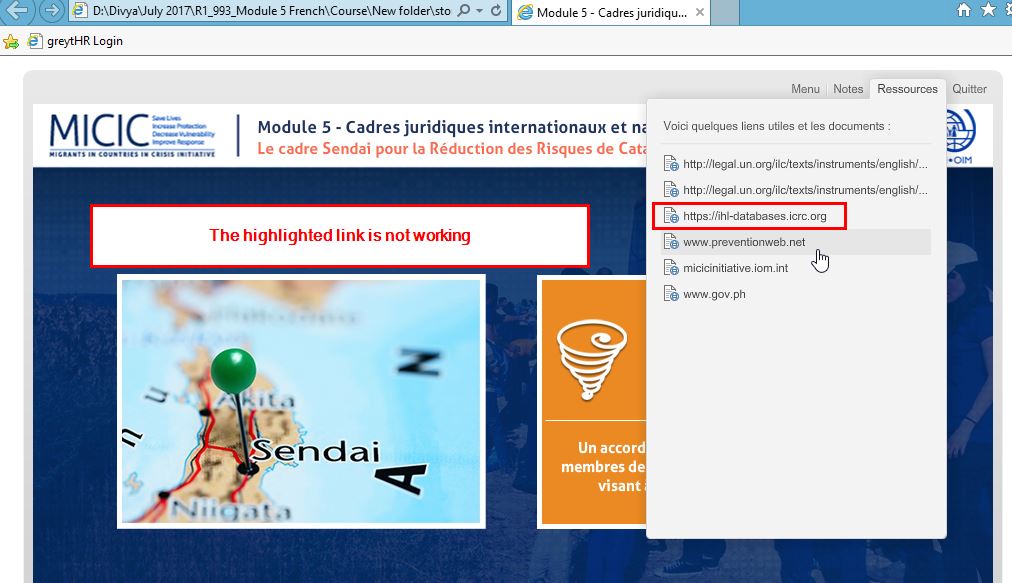 D:\Divya\July 2017\R1_993_Module 5 French\Course\New folder\sto
Module 5 - Cadres juridiqu...
greytHR Login
Menu
Notes
Ressources
Quitter
MICIC
Save Lives
Increase Protection
Decrease Vulnerability
Improve Response
MIGRANTS IN COUNTRIES IN CRISIS INITIATIVE
Module 5 - Cadres juridiques internationaux et na
Le cadre Sendai pour la Réduction des Risques de Cata
OIM
Voici quelques liens utiles et les documents :
http://legal.un.org/ilc/texts/instruments/english/...
http://legal.un.org/ilc/texts/instruments/english/...
https://ihl-databases.icrc.org
www.preventionweb.net
micicinitiative.iom.int
www.gov.ph
The highlighted link is not working
Akita
N
u
n
Sendai
A
Niigata
Un accord
membres de
visant